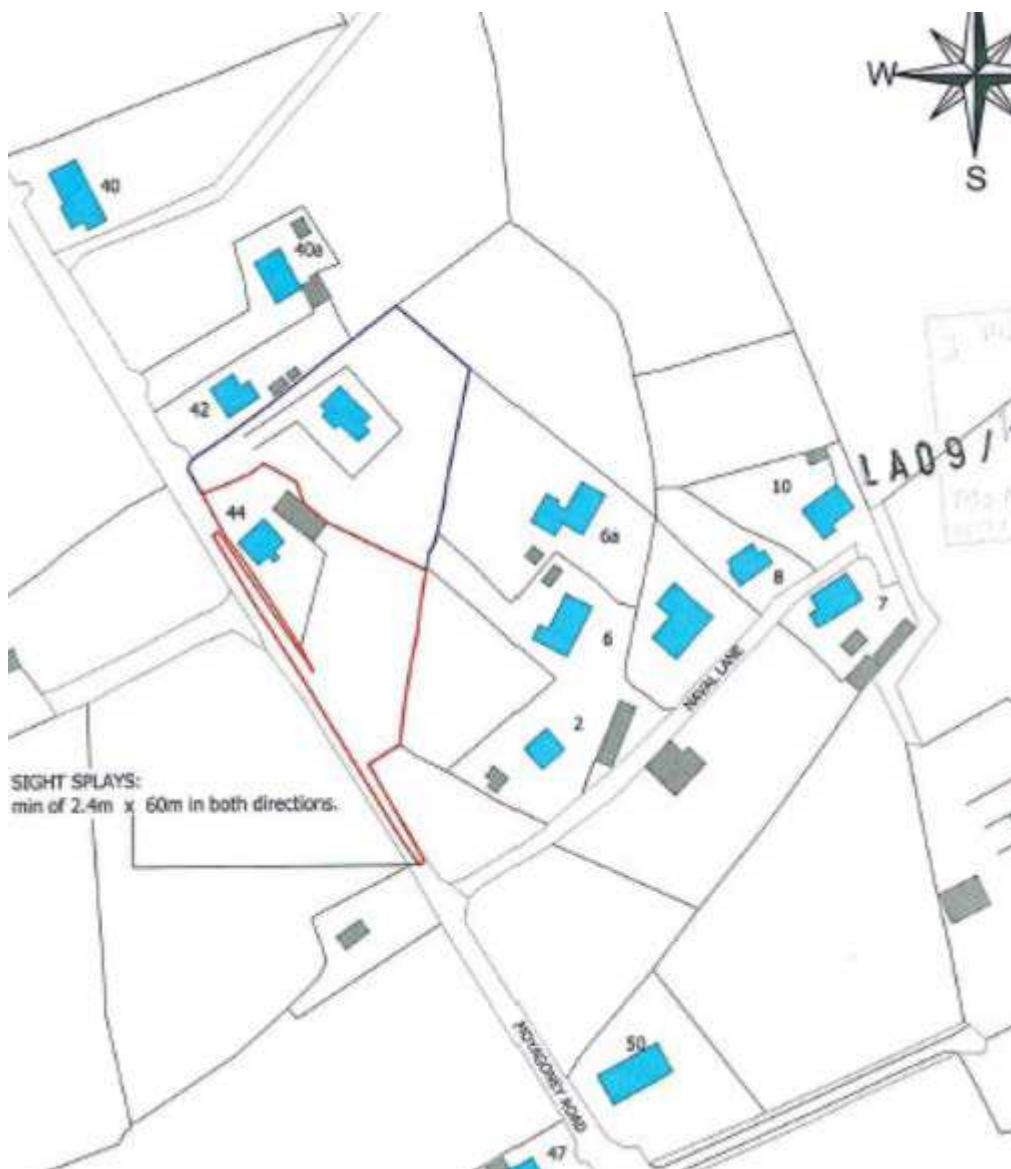 W
S
40
40a
42
44
LA09/
10
8
7
6a
6
NAVAL LANE
2
SIGHT SPLAYS:
min of 2.4m x 60m in both directions.
MOYAGONEY ROAD
50
47